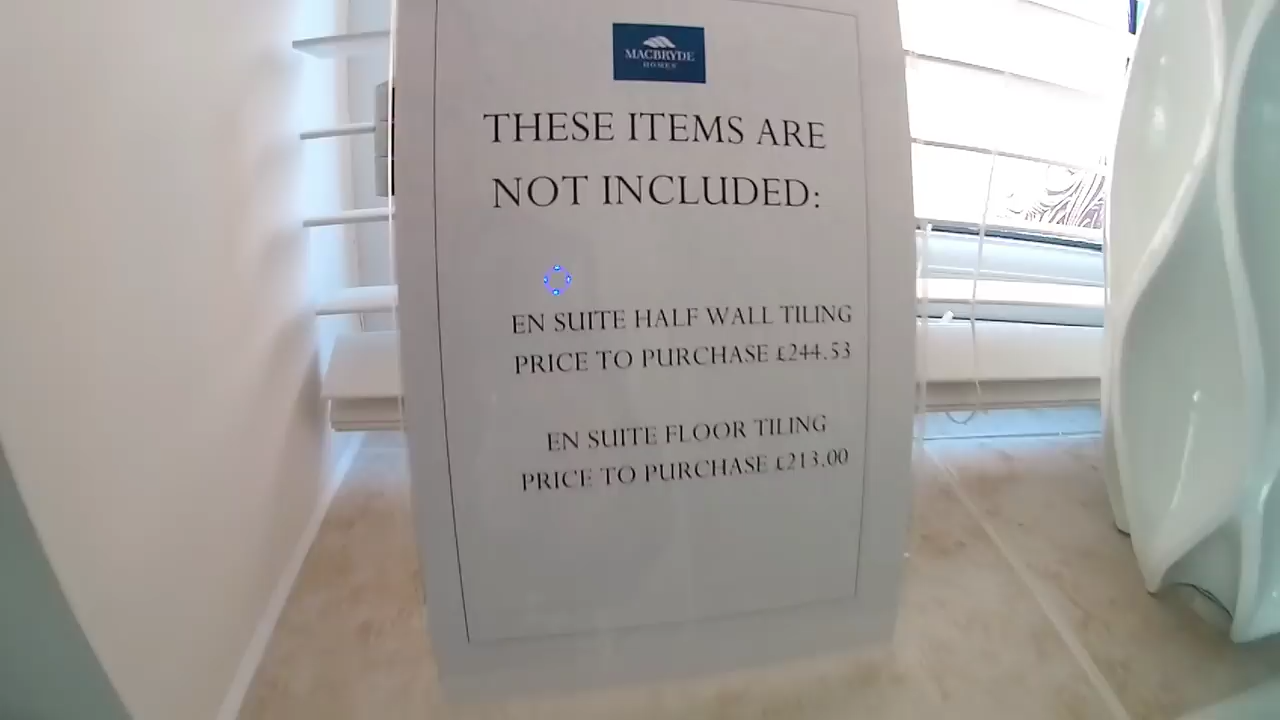 MACBRYDE
HOMES
THESE ITEMS ARE
NOT INCLUDED:
EN SUITE HALF WALL TILING
PRICE TO PURCHASE £244.53
EN SUITE FLOOR TILING
PRICE TO PURCHASE £213.00